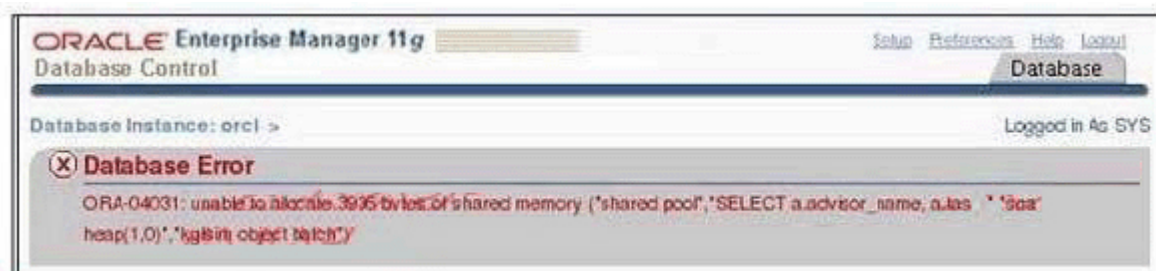 ORACLE Enterprise Manager 11g
Database Control
Setup Preferences Help Logout
Database
Database Instance: orcl >
Logged in As SYS
Database Error
ORA-04031: unable to allocate 3935 bytes of shared memory ("shared pool","SELECT a.advisor_name, a.tas
heap(1,0)","kglsim object batch")